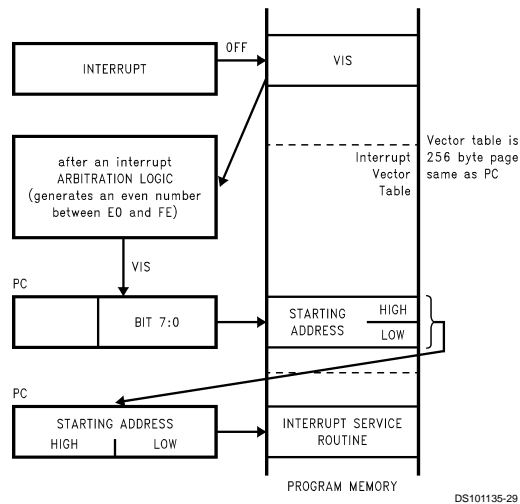 INTERRUPT
OFF
VIS
after an interrupt
ARBITRATION LOGIC
(generates an even number
between E0 and FE)
Interrupt
Vector
Table
Vector table is
256 byte page
same as PC
VIS
PC
BIT 7:0
STARTING
ADDRESS
HIGH
LOW
PC
STARTING ADDRESS
HIGH
LOW
INTERRUPT SERVICE
ROUTINE
PROGRAM MEMORY
DS101135-29